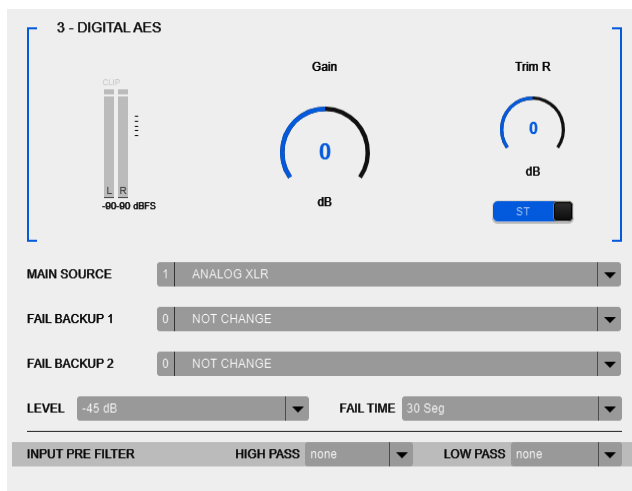 3 - DIGITAL AES
Gain
Trim R
CLIP
0
0
dB
dB
L R
-90-90 dBFS
ST
MAIN SOURCE 1 ANALOG XLR
FAIL BACKUP 1 0 NOT CHANGE
FAIL BACKUP 2 0 NOT CHANGE
LEVEL -45 dB FAIL TIME 30 Seg
INPUT PRE FILTER HIGH PASS none LOW PASS none